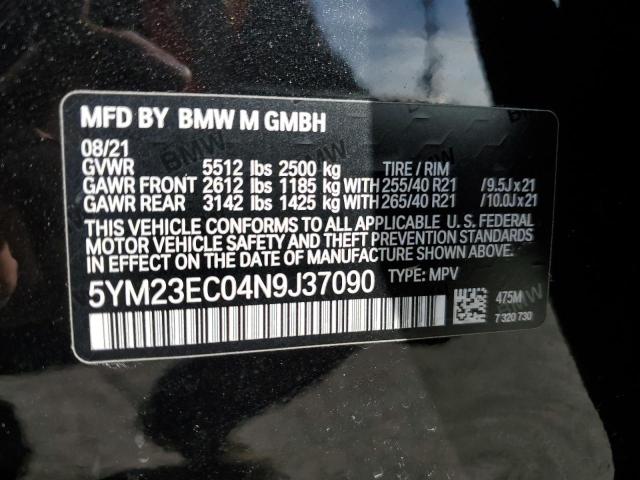 MFD BY BMW M GMBH
08/21
GVWR 5512 lbs 2500 kg TIRE / RIM
GAWR FRONT 2612 lbs 1185 kg WITH 255/40 R21 /9.5J x 21
GAWR REAR 3142 lbs 1425 kg WITH 265/40 R21 /10.0J x 21
THIS VEHICLE CONFORMS TO ALL APPLICABLE U.S. FEDERAL
MOTOR VEHICLE SAFETY AND THEFT PREVENTION STANDARDS
IN EFFECT ON THE DATE OF MANUFACTURE SHOWN ABOVE.
5YM23EC04N9J37090 TYPE: MPV
475M
7 320 730